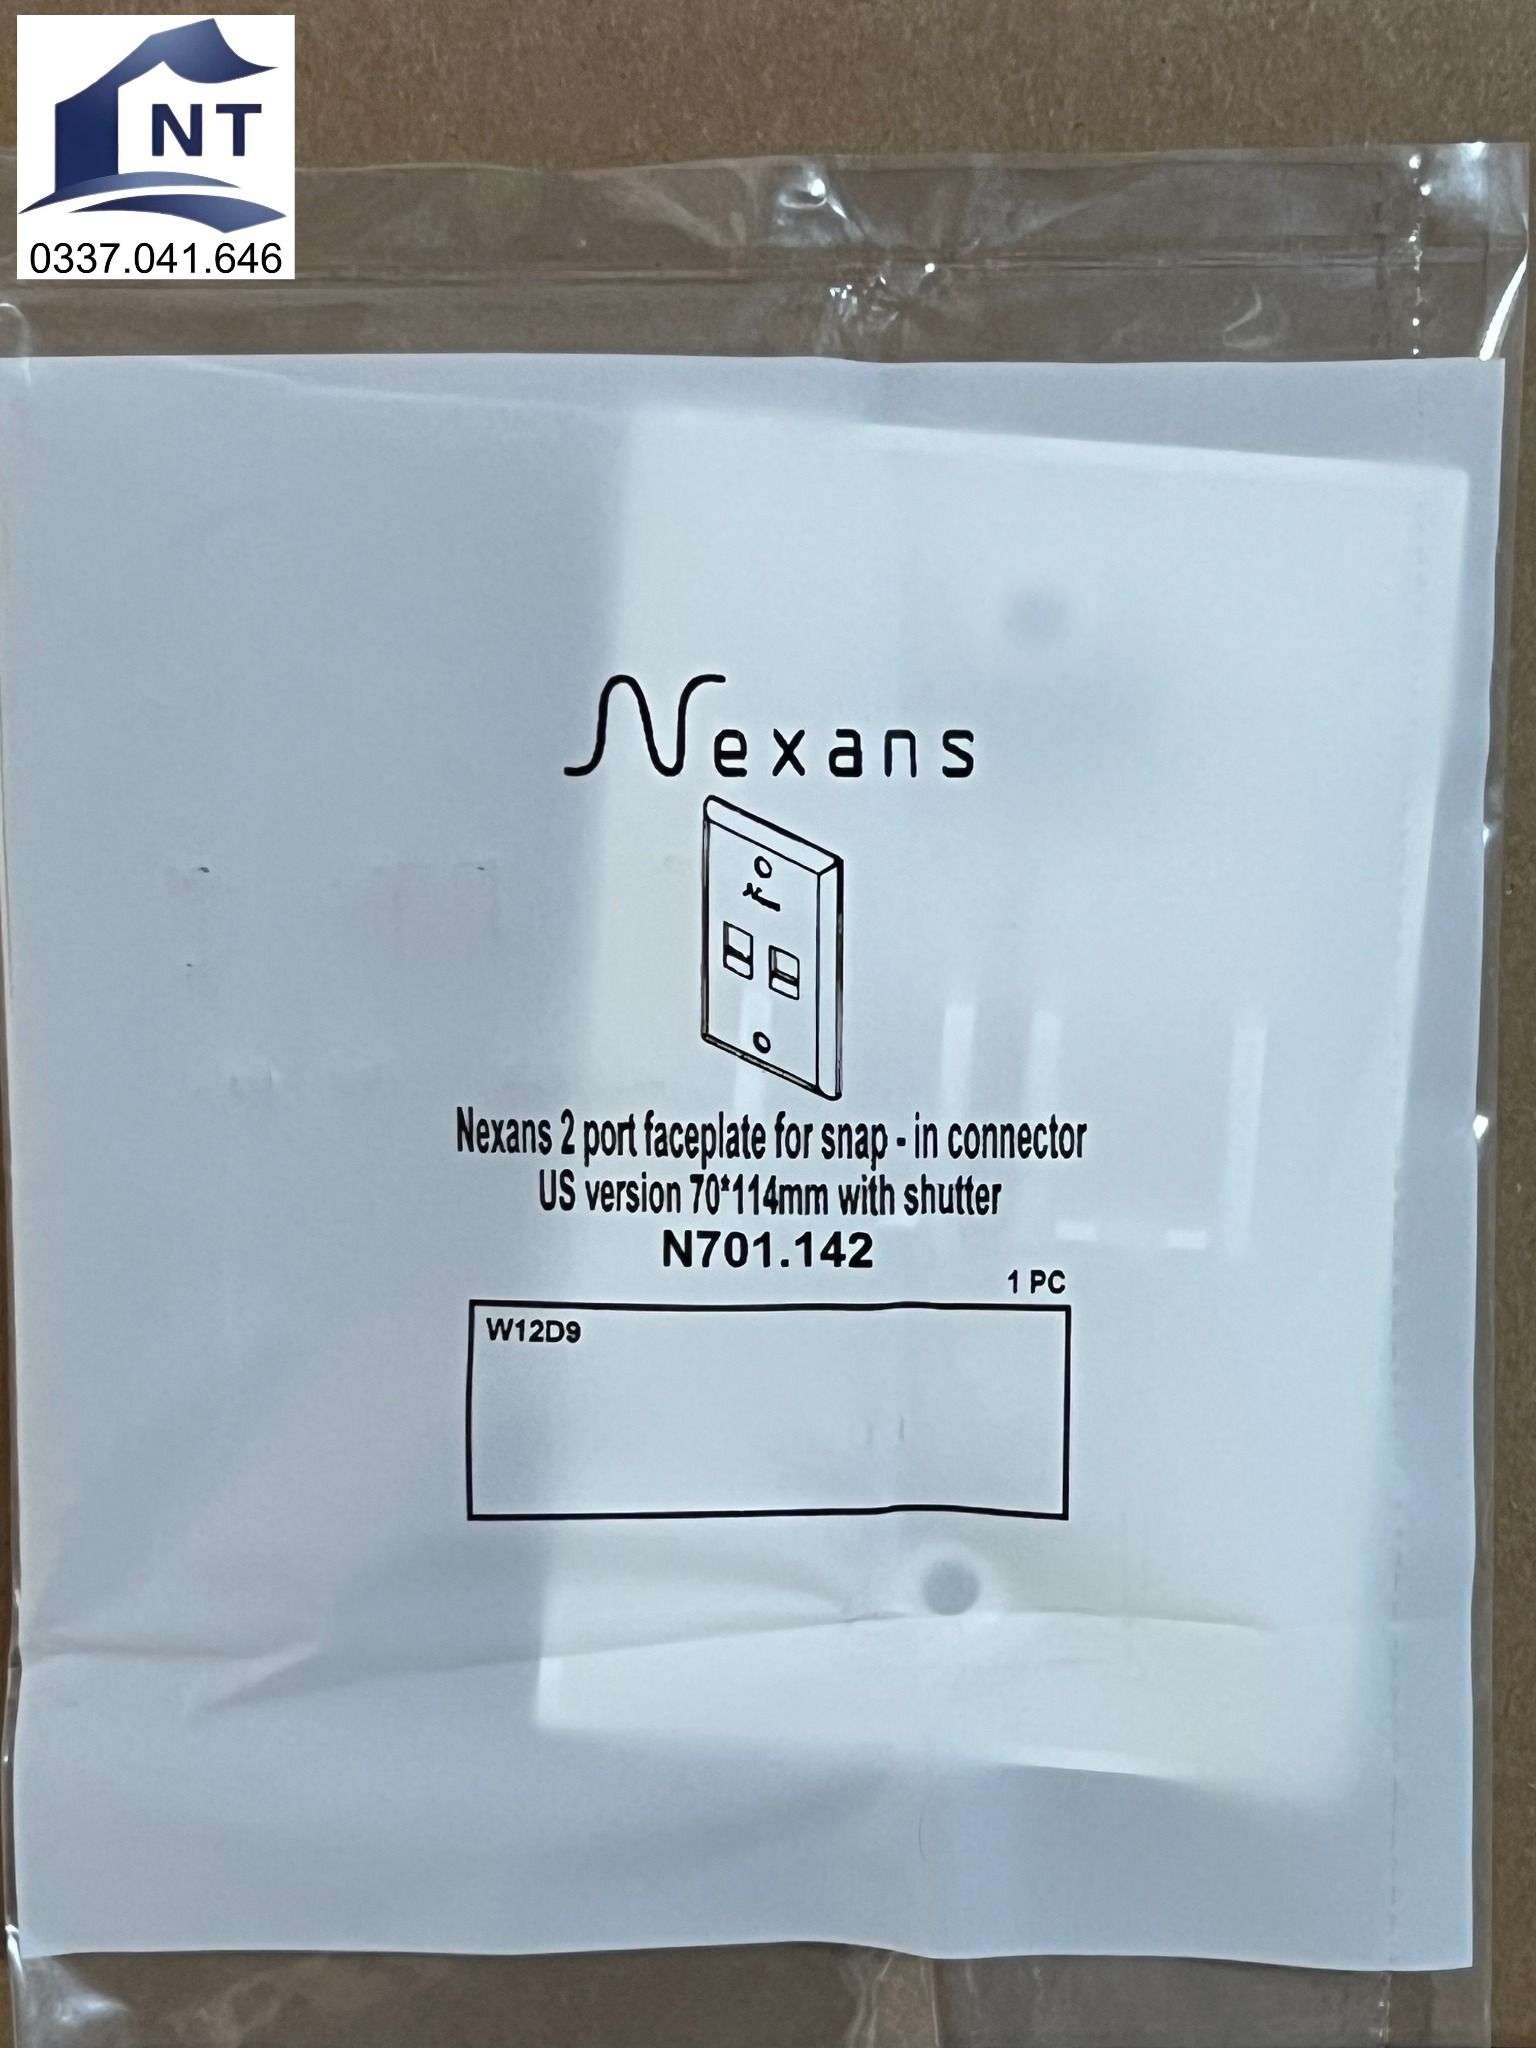 NT
0337.041.646
Nexans
Nexans 2 port faceplate for snap - in connector
US version 70*114mm with shutter
N701.142
1 PC
W12D9